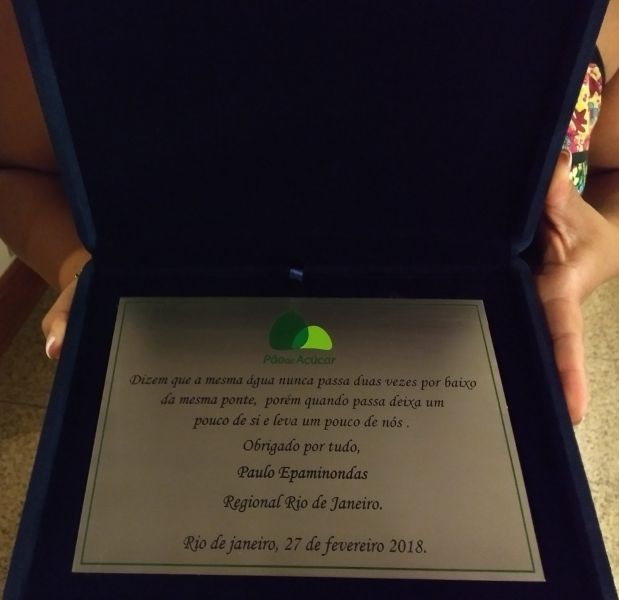 Pão de Açúcar
Dizem que a mesma água nunca passa duas vezes por baixo
da mesma ponte, porém quando passa deixa um
pouco de si e leva um pouco de nós .
Obrigado por tudo,
Paulo Epaminondas
Regional Rio de Janeiro.
Rio de janeiro, 27 de fevereiro 2018.